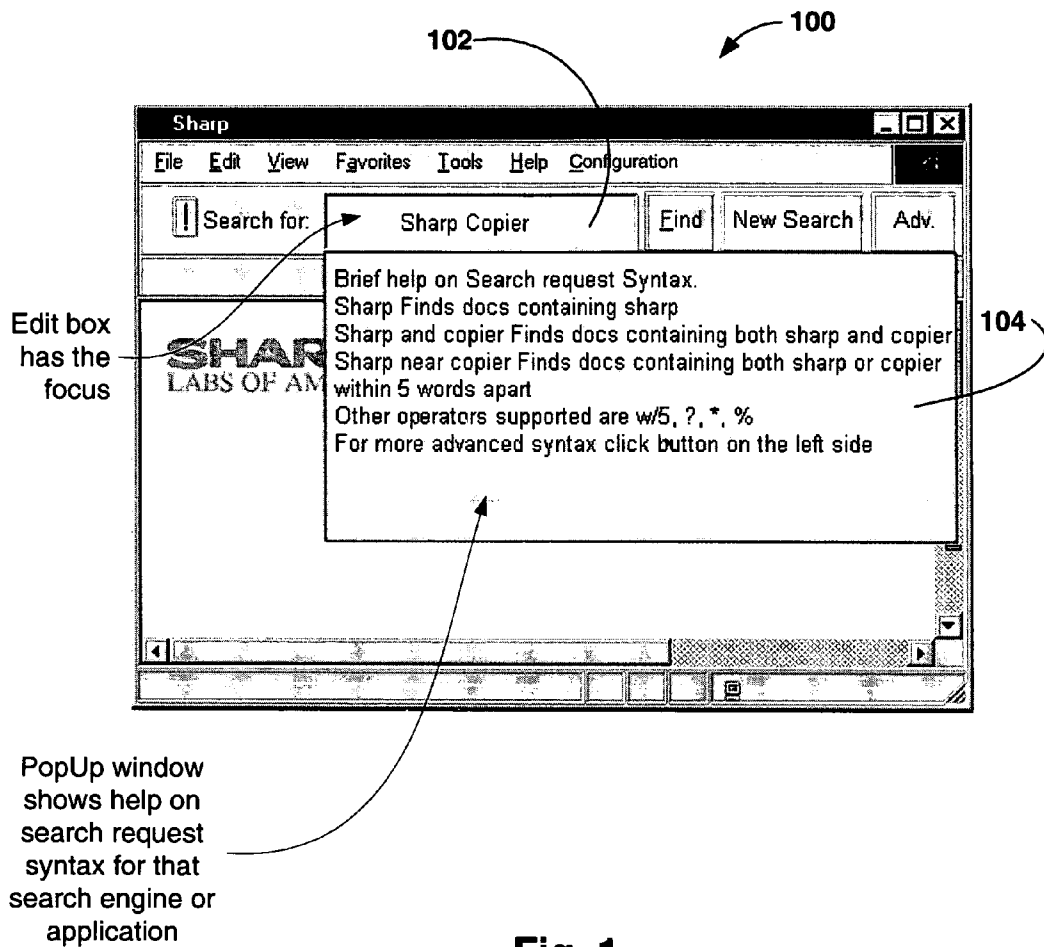 100
102
Sharp
File Edit View Favorites Tools Help Configuration
Search for: Sharp Copier Find New Search Adv.
Brief help on Search request Syntax.
Sharp Finds docs containing sharp
Sharp and copier Finds docs containing both sharp and copier
Sharp near copier Finds docs containing both sharp or copier
within 5 words apart
Other operators supported are w/5, ?, *, %
For more advanced syntax click button on the left side
104
Edit box
has the
focus
SHAR
LABS OF AM
PopUp window
shows help on
search request
syntax for that
search engine or
application
Fig. 1